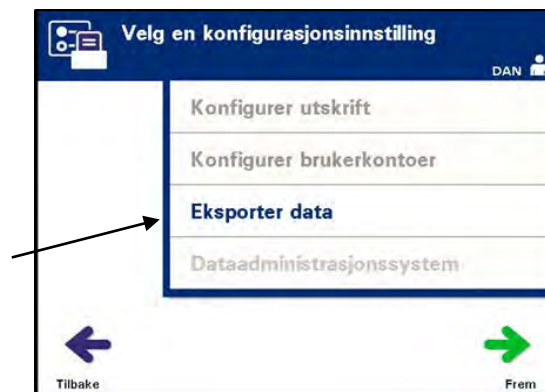 Velg en konfigurasjonsinnstilling
DAN
Konfigurer utskrift
Konfigurer brukerkontoer
Eksporter data
Dataadministrasjonssystem
Tilbake
Frem